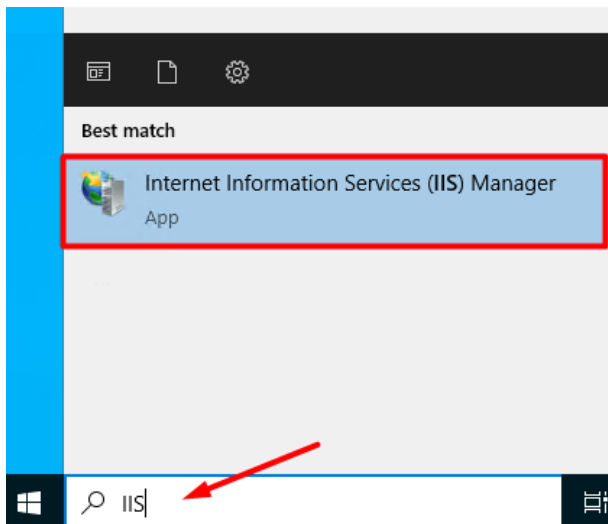 Best match
Internet Information Services (IIS) Manager
App
IIS